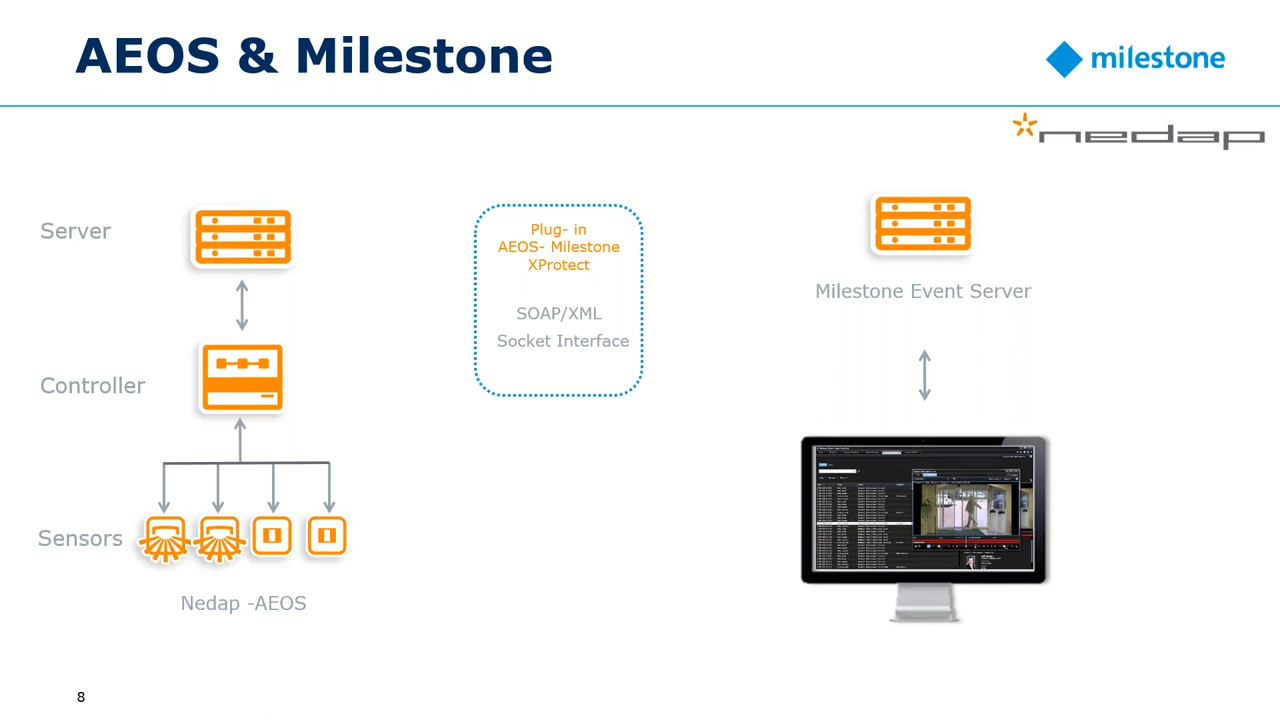 AEOS & Milestone
milestone
nedap
Server
Plug- in
AEOS- Milestone
XProtect
SOAP/XML
Socket Interface
Milestone Event Server
Controller
Sensors
Nedap -AEOS
8